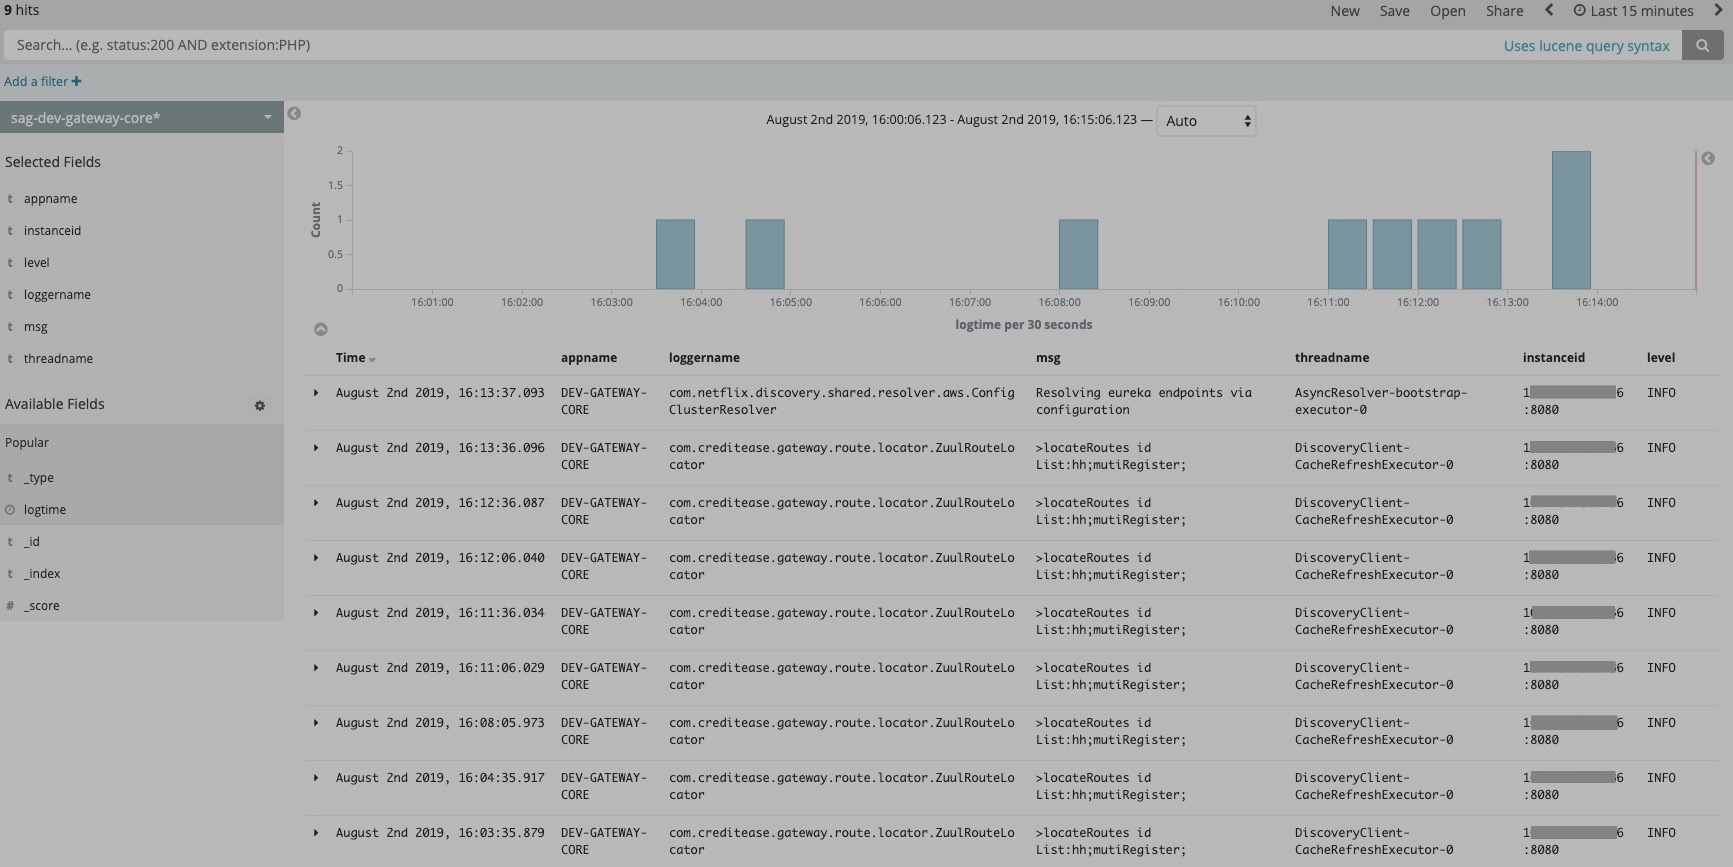 9 hits
New Save Open Share Last 15 minutes
Search... (e.g. status:200 AND extension:PHP) Uses lucene query syntax
Add a filter +
sag-dev-gateway-core*
August 2nd 2019, 16:00:06.123 - August 2nd 2019, 16:15:06.123 — Auto
Selected Fields
t appname
t instanceid
t level
t loggername
t msg
t threadname
Available Fields
Popular
t _type
logtime
t _id
t _index
# _score
Count
2
1.5
1
0.5
0
16:01:00 16:02:00 16:03:00 16:04:00 16:05:00 16:06:00 16:07:00 16:08:00 16:09:00 16:10:00 16:11:00 16:12:00 16:13:00 16:14:00
logtime per 30 seconds
Time appname loggername msg threadname instanceid level
August 2nd 2019, 16:13:37.093 DEV-GATEWAY- com.netflix.discovery.shared.resolver.aws.Config Resolving eureka endpoints via AsyncResolver-bootstrap- 1 6 INFO
CORE ClusterResolver configuration executor-0 :8080
August 2nd 2019, 16:13:36.096 DEV-GATEWAY- com.creditease.gateway.route.locator.ZuulRouteLo >locateRoutes id DiscoveryClient- 1 6 INFO
CORE cator List:hh;mutiRegister; CacheRefreshExecutor-0 :8080
August 2nd 2019, 16:12:36.087 DEV-GATEWAY- com.creditease.gateway.route.locator.ZuulRouteLo >locateRoutes id DiscoveryClient- 1 6 INFO
CORE cator List:hh;mutiRegister; CacheRefreshExecutor-0 :8080
August 2nd 2019, 16:12:06.040 DEV-GATEWAY- com.creditease.gateway.route.locator.ZuulRouteLo >locateRoutes id DiscoveryClient- 1 6 INFO
CORE cator List:hh;mutiRegister; CacheRefreshExecutor-0 :8080
August 2nd 2019, 16:11:36.034 DEV-GATEWAY- com.creditease.gateway.route.locator.ZuulRouteLo >locateRoutes id DiscoveryClient- 1 6 INFO
CORE cator List:hh;mutiRegister; CacheRefreshExecutor-0 :8080
August 2nd 2019, 16:11:06.029 DEV-GATEWAY- com.creditease.gateway.route.locator.ZuulRouteLo >locateRoutes id DiscoveryClient- 1 6 INFO
CORE cator List:hh;mutiRegister; CacheRefreshExecutor-0 :8080
August 2nd 2019, 16:08:05.973 DEV-GATEWAY- com.creditease.gateway.route.locator.ZuulRouteLo >locateRoutes id DiscoveryClient- 1 6 INFO
CORE cator List:hh;mutiRegister; CacheRefreshExecutor-0 :8080
August 2nd 2019, 16:04:35.917 DEV-GATEWAY- com.creditease.gateway.route.locator.ZuulRouteLo >locateRoutes id DiscoveryClient- 1 6 INFO
CORE cator List:hh;mutiRegister; CacheRefreshExecutor-0 :8080
August 2nd 2019, 16:03:35.879 DEV-GATEWAY- com.creditease.gateway.route.locator.ZuulRouteLo >locateRoutes id DiscoveryClient- 1 6 INFO
CORE cator List:hh;mutiRegister; CacheRefreshExecutor-0 :8080